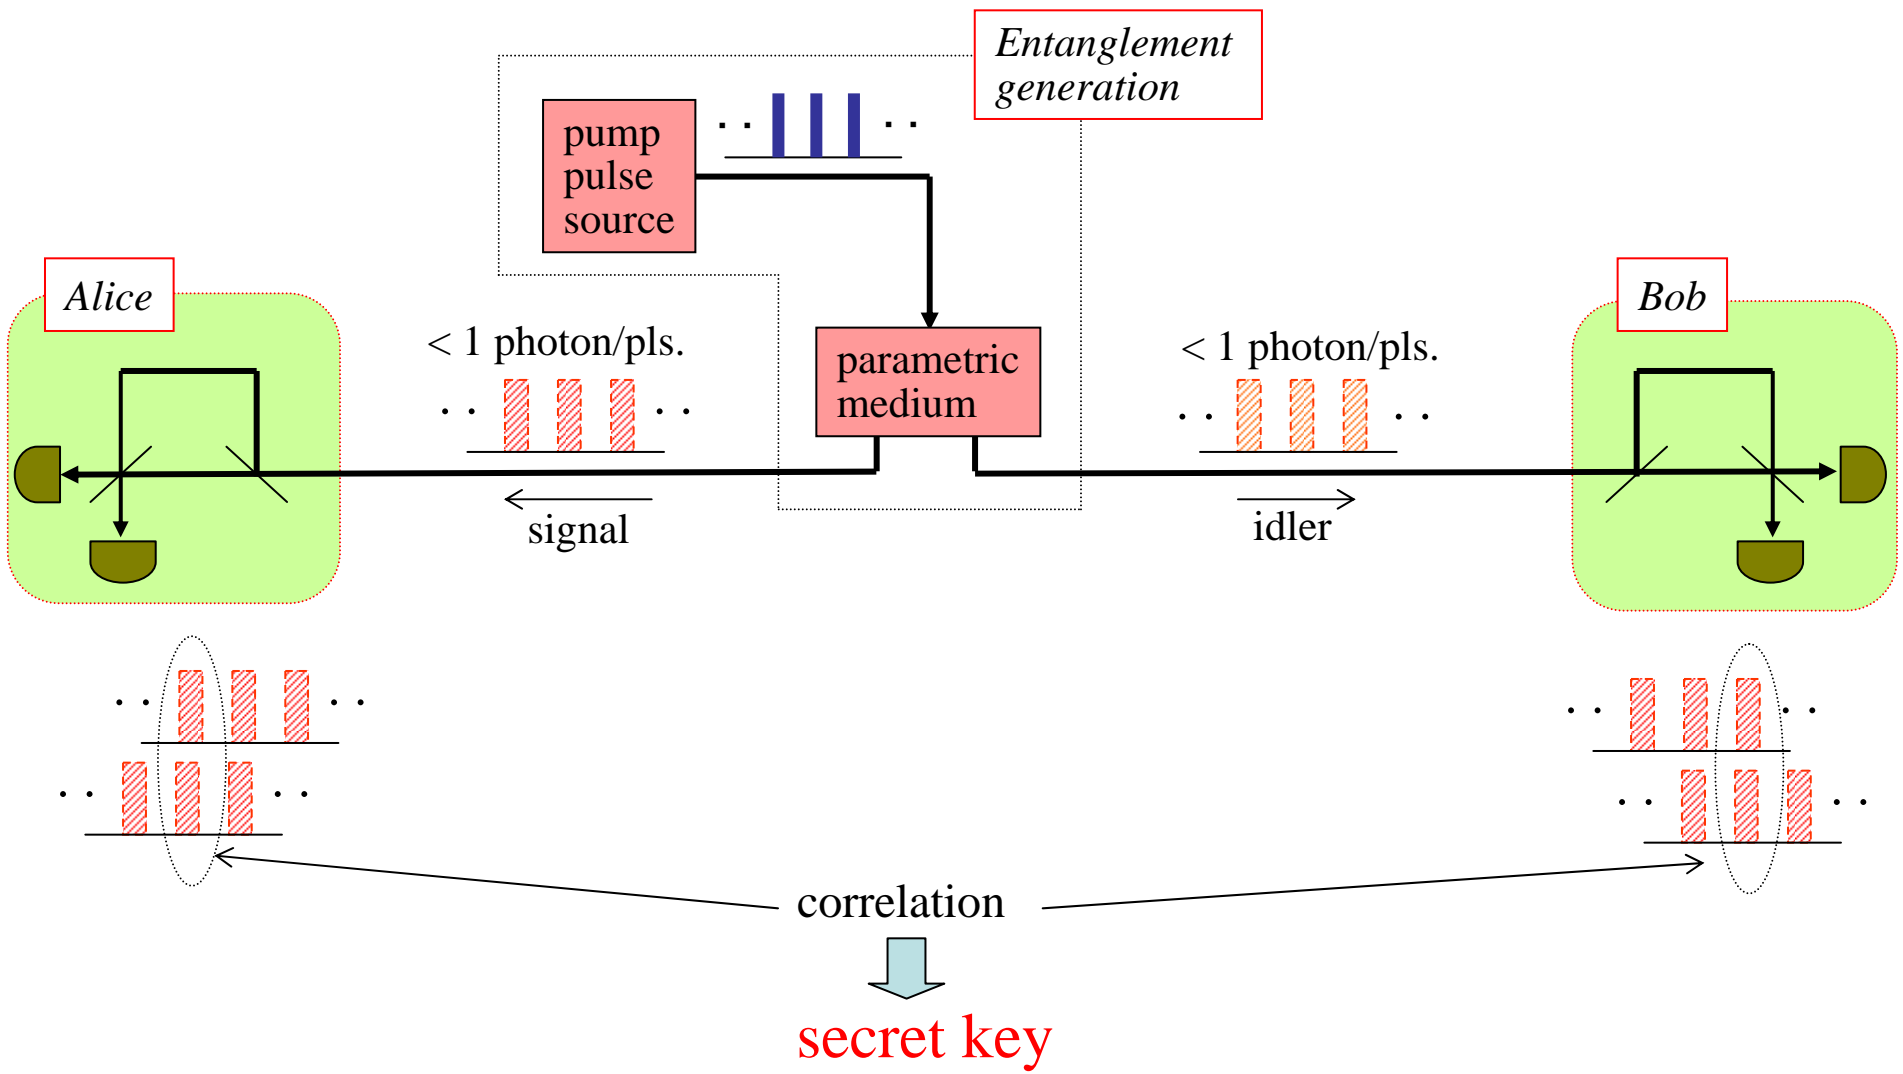 Entanglement
generation
pump
pulse
source
Alice
Bob
< 1 photon/pls.
parametric
medium
< 1 photon/pls.
signal
idler
correlation
secret key